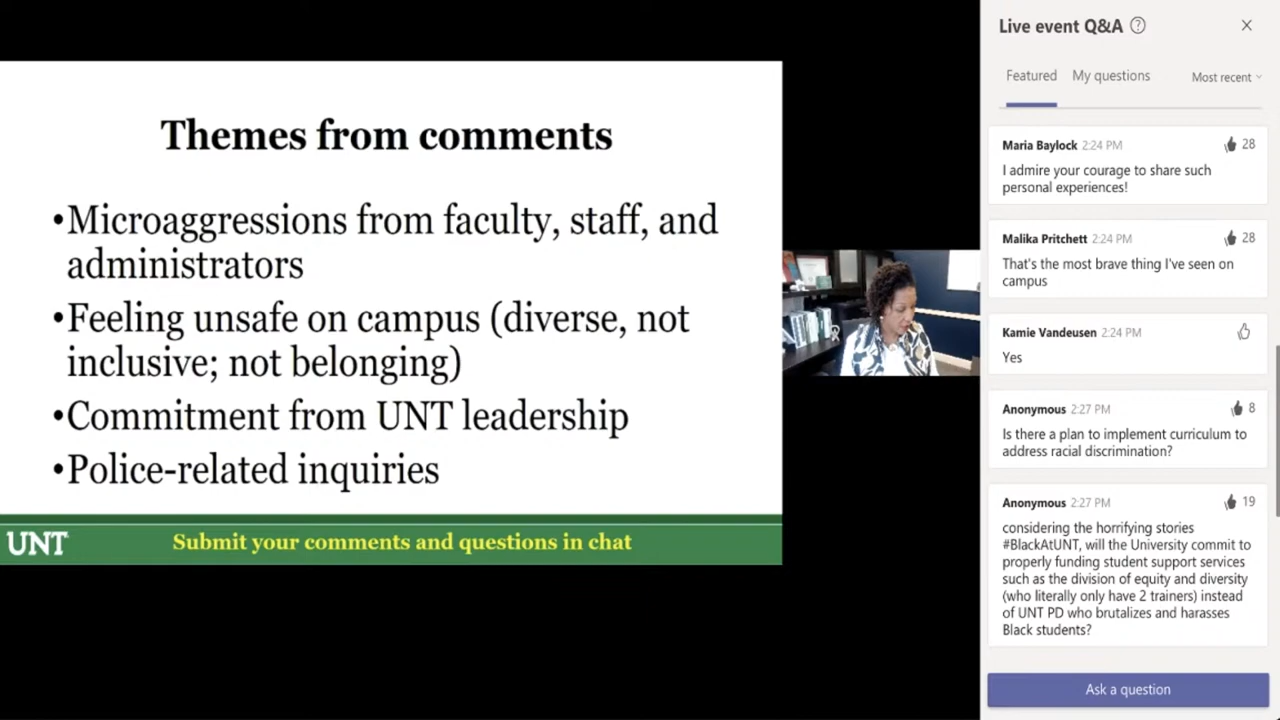 Themes from comments
•Microaggressions from faculty, staff, and
administrators
•Feeling unsafe on campus (diverse, not
inclusive; not belonging)
•Commitment from UNT leadership
•Police-related inquiries
UNT
Submit your comments and questions in chat
Live event Q&A ?
Featured
My questions
Most recent
Maria Baylock 2:24 PM
28
I admire your courage to share such
personal experiences!
Malika Pritchett 2:24 PM
28
That's the most brave thing I've seen on
campus
Kamie Vandeusen 2:24 PM
Yes
Anonymous 2:27 PM
8
Is there a plan to implement curriculum to
address racial discrimination?
Anonymous 2:27 PM
19
considering the horrifying stories
#BlackAtUNT, will the University commit to
properly funding student support services
such as the division of equity and diversity
(who literally only have 2 trainers) instead
of UNT PD who brutalizes and harasses
Black students?
Ask a question